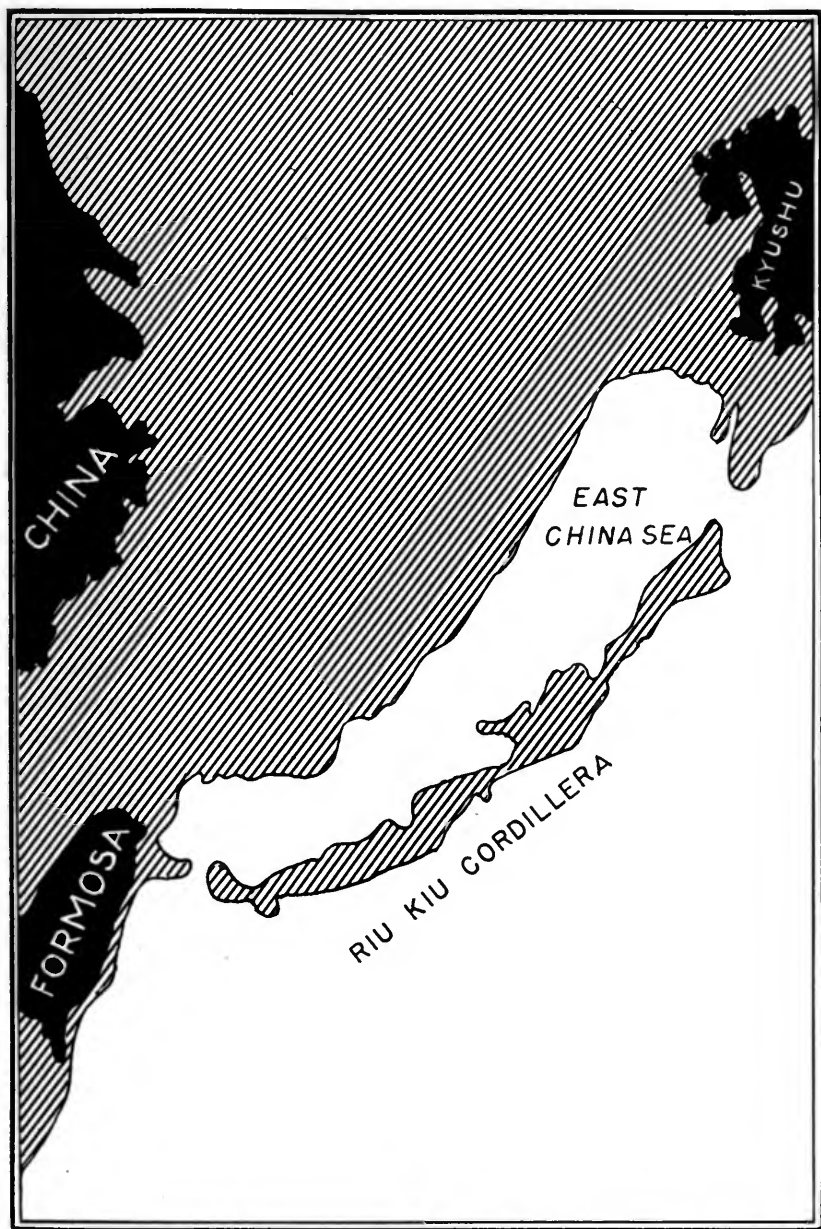 KYUSHU
CHINA
EAST
CHINA SEA
FORMOSA
RIU KIU CORDILLERA